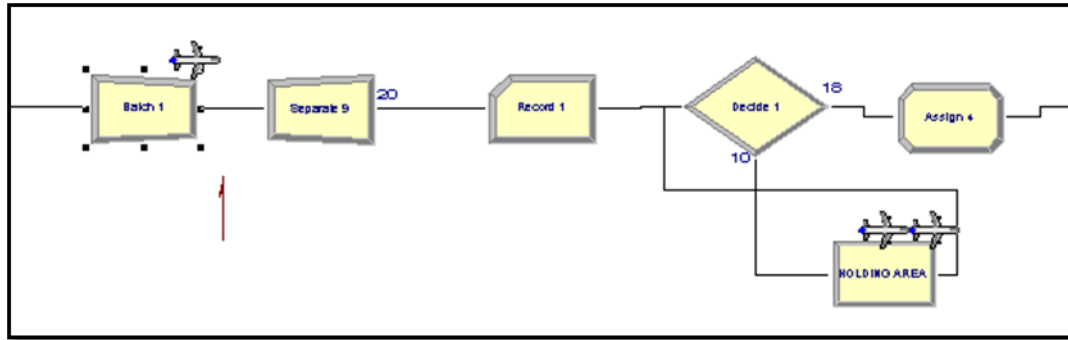 Batch 1
Separate 9
20
Record 1
Decide 1
18
10
Assign 4
HOLDING AREA